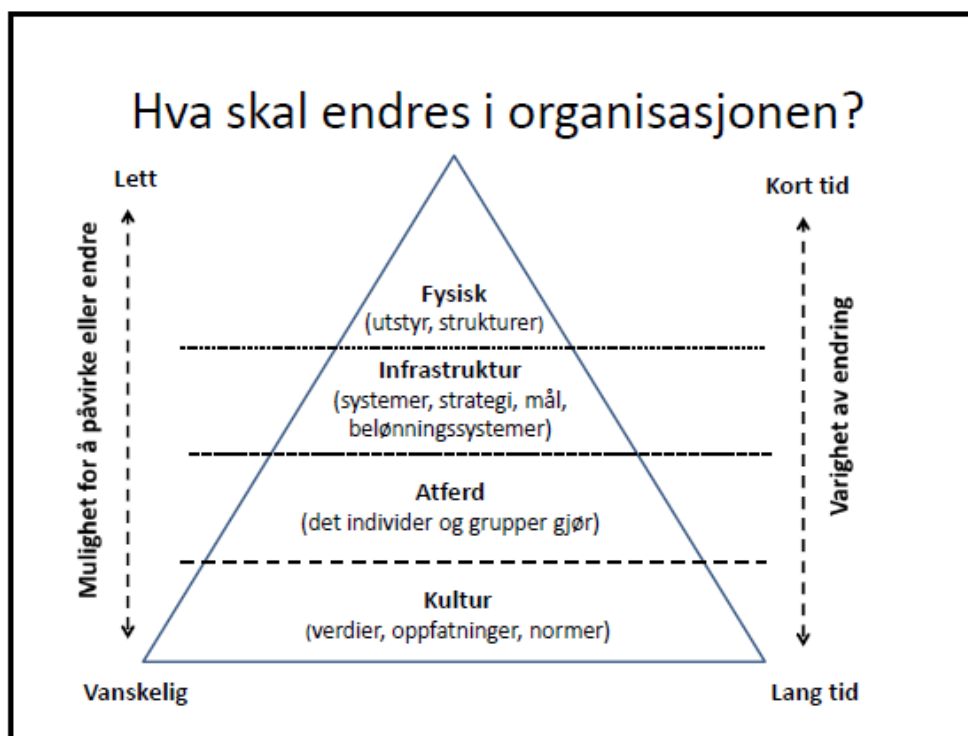 Hva skal endres i organisasjonen?
Lett
Kort tid
Mulighet for å påvirke eller endre
Fysisk
(utstyr, strukturer)
Infrastruktur
(systemer, strategi, mål,
belønningssystemer)
Atferd
(det individer og grupper gjør)
Kultur
(verdier, oppfatninger, normer)
Varighet av endring
Vanskelig
Lang tid